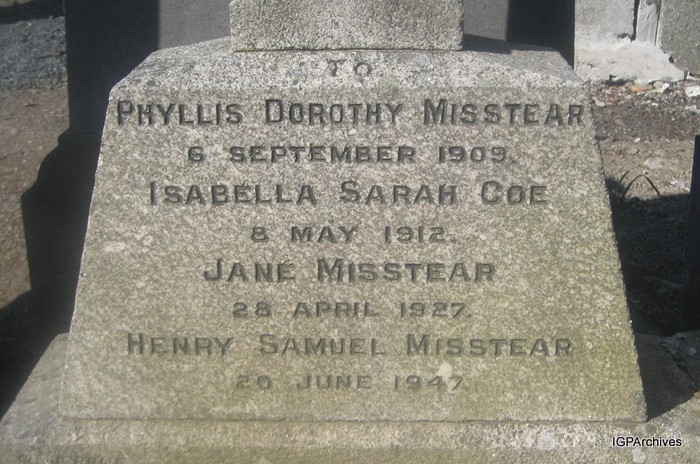 TO
PHYLLIS DOROTHY MISSTEAR
6 SEPTEMBER 1909.
ISABELLA SARAH COE
8 MAY 1912.
JANE MISSTEAR
28 APRIL 1927.
HENRY SAMUEL MISSTEAR
20 JUNE 1947.
IGPArchives